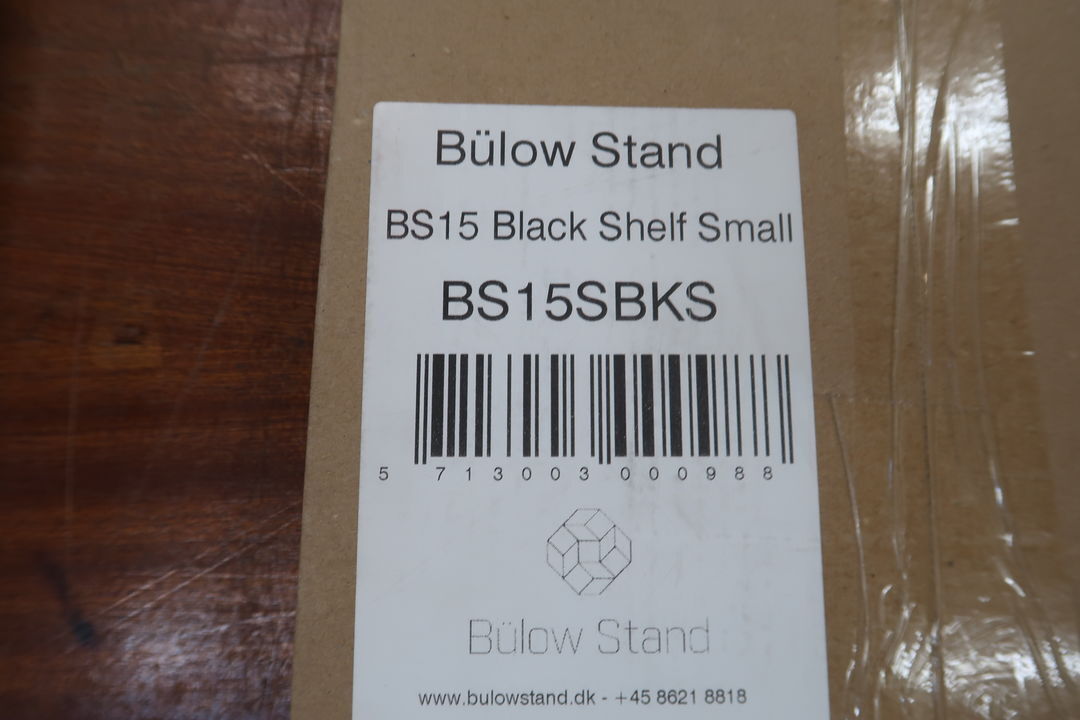 Bülow Stand
BS15 Black Shelf Small
BS15SBKS
5 713003 000988
Bülow Stand
www.bulowstand.dk - +45 8621 8818